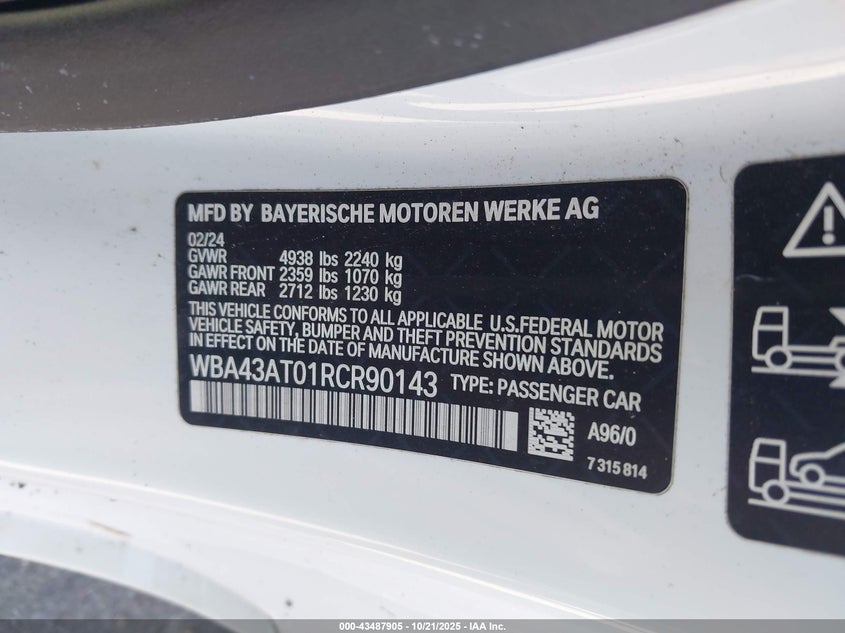 MFD BY BAYERISCHE MOTOREN WERKE AG
02/24
GVWR 4938 lbs 2240 kg
GAWR FRONT 2359 lbs 1070 kg
GAWR REAR 2712 lbs 1230 kg
THIS VEHICLE CONFORMS TO ALL APPLICABLE U.S.FEDERAL MOTOR
VEHICLE SAFETY, BUMPER AND THEFT PREVENTION STANDARDS
IN EFFECT ON THE DATE OF MANUFACTURE SHOWN ABOVE.
WBA43AT01RCR90143 TYPE: PASSENGER CAR
A96/0
7 315 814
000-43487905 - 10/21/2025 - IAA Inc.